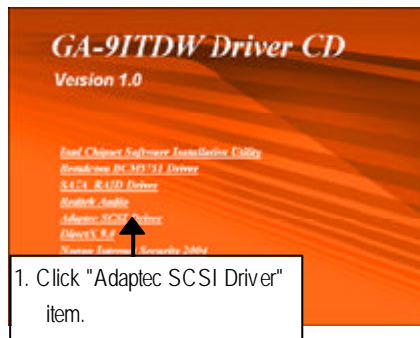 GA-9ITDW Driver CD
Version 1.0
Intel Chipset Software Installation Utility
Broadcom BCM5751 Driver
SATA RAID Driver
Realtek Audio
Adaptec SCSI Driver
DirectX 9.0
Norton Internet Security 2004
1. Click "Adaptec SCSI Driver"
item.